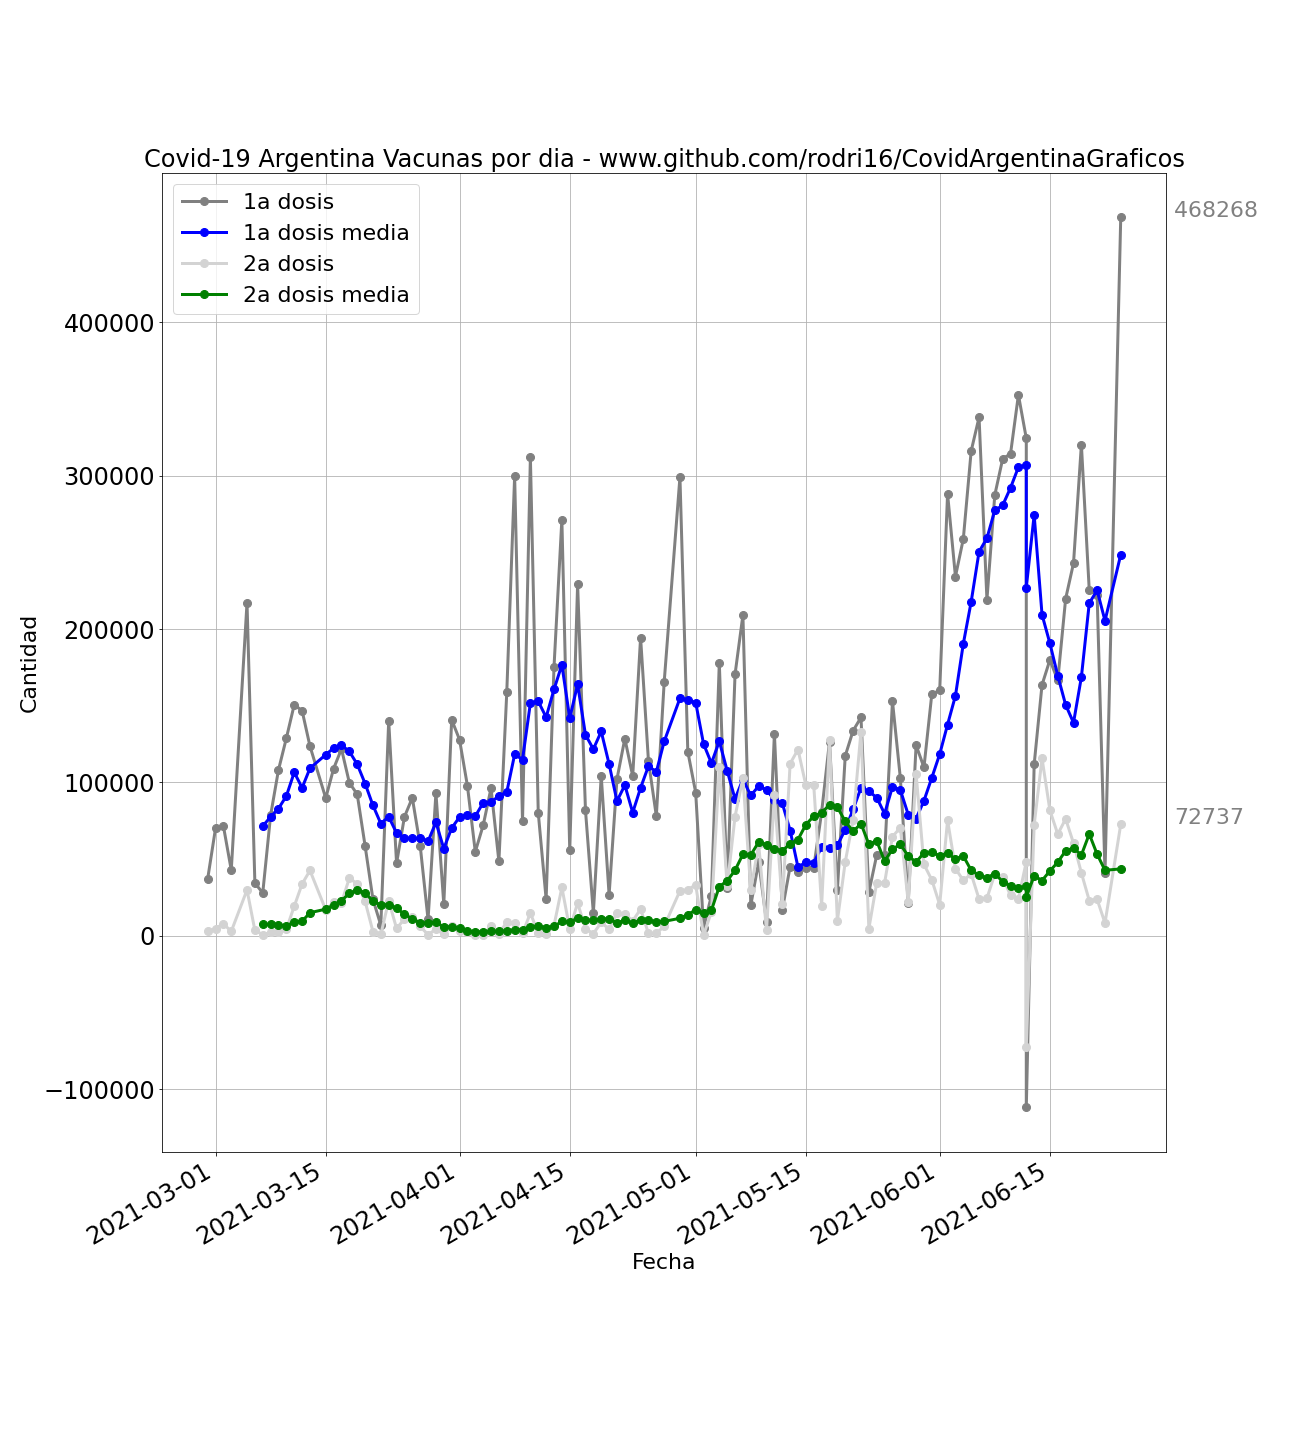 Covid-19 Argentina Vacunas por dia - www.github.com/rodri16/CovidArgentinaGraficos
1a dosis
1a dosis media
2a dosis
2a dosis media
468268
72737
400000
300000
200000
100000
0
−100000
Cantidad
2021-03-01
2021-03-15
2021-04-01
2021-04-15
2021-05-01
2021-05-15
2021-06-01
2021-06-15
Fecha